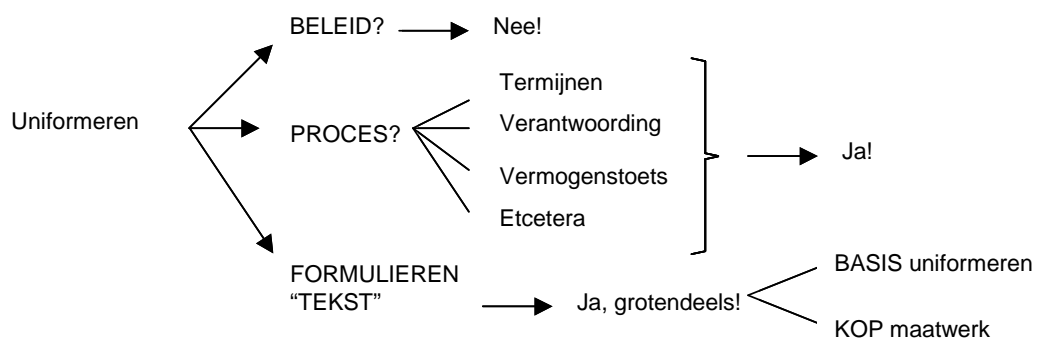 BELEID?
Nee!
Uniformeren
PROCES?
Termijnen
Verantwoording
Vermogenstoets
Etcetera
Ja!
FORMULIEREN
“TEKST”
Ja, grotendeels!
BASIS uniformeren
KOP maatwerk